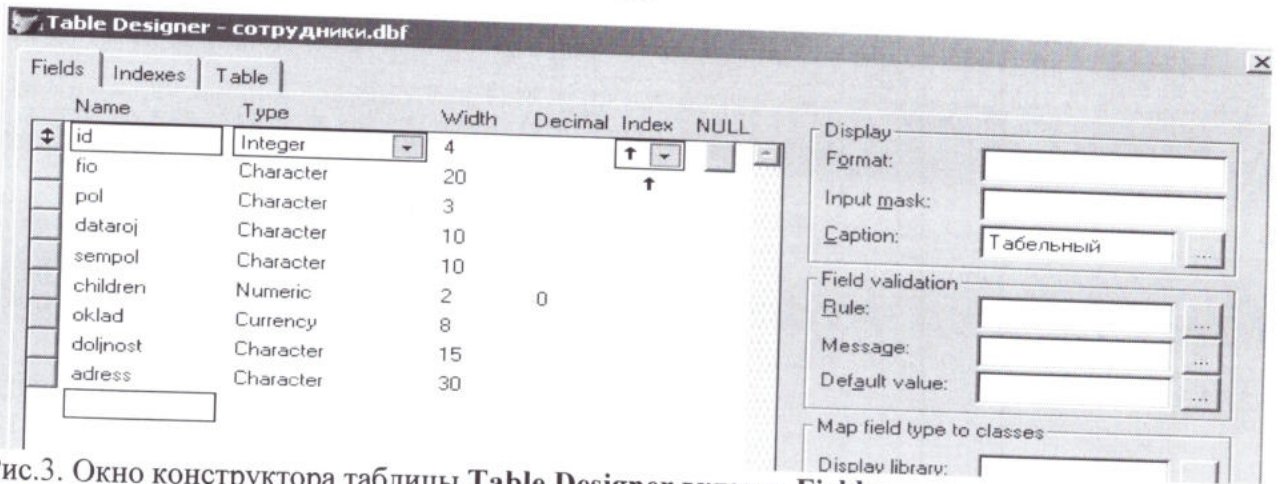 Table Designer - сотрудники.dbf
Fields Indexes Table
Name Type Width Decimal Index NULL
id Integer 4
fio Character 20
pol Character 3
dataroj Character 10
sempol Character 10
children Numeric 2 0
oklad Currency 8
doljnost Character 15
adress Character 30
Display
Format:
Input mask:
Caption: Табельный ...
Field validation
Rule: ...
Message: ...
Default value: ...
Map field type to classes
Display library:
Рис.3. Окно конструктора таблицы Table Designer